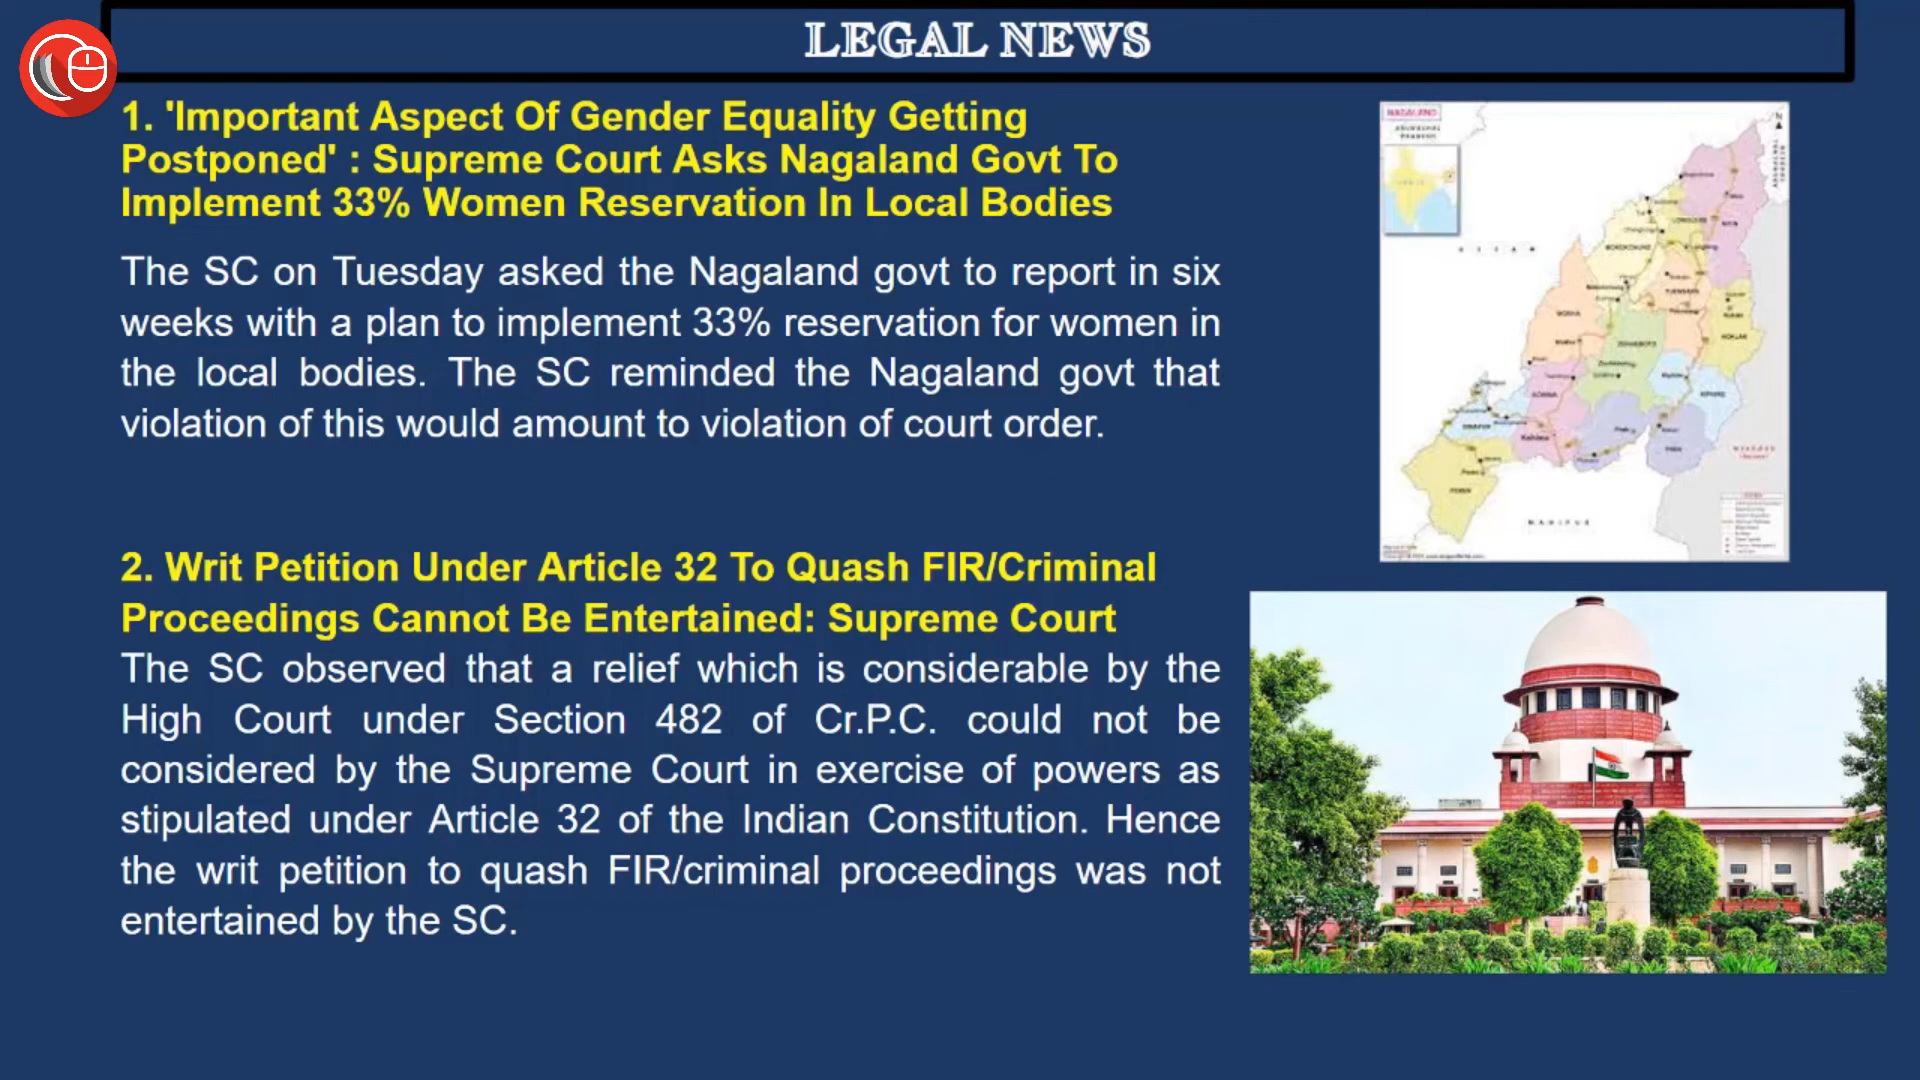 LEGAL NEWS
1. 'Important Aspect Of Gender Equality Getting
Postponed' : Supreme Court Asks Nagaland Govt To
Implement 33% Women Reservation In Local Bodies
The SC on Tuesday asked the Nagaland govt to report in six
weeks with a plan to implement 33% reservation for women in
the local bodies. The SC reminded the Nagaland govt that
violation of this would amount to violation of court order.
2. Writ Petition Under Article 32 To Quash FIR/Criminal
Proceedings Cannot Be Entertained: Supreme Court
The SC observed that a relief which is considerable by the
High Court under Section 482 of Cr.P.C. could not be
considered by the Supreme Court in exercise of powers as
stipulated under Article 32 of the Indian Constitution. Hence
the writ petition to quash FIR/criminal proceedings was not
entertained by the SC.
NAGALAND
ARUNACHAL
PRADESH
N
ASSAM
MANIPUR